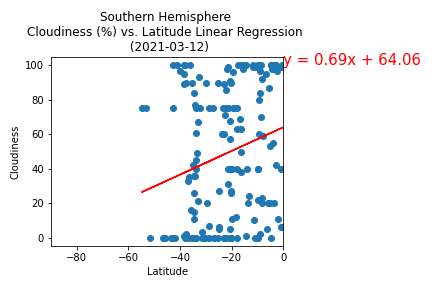 Southern Hemisphere
Cloudiness (%) vs. Latitude Linear Regression
(2021-03-12)
y = 0.69x + 64.06
100
80
60
40
20
0
Cloudiness
−80 −60 −40 −20 0
Latitude